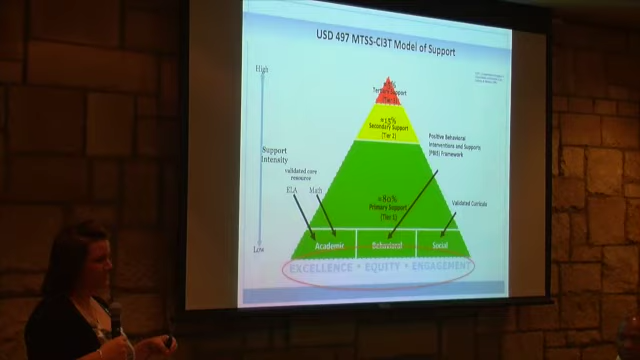 USD 497 MTSS-CI3T Model of Support
High
Tertiary Support
(Tier 3)
≈15%
Secondary Support
(Tier 2)
Positive Behavioral
Interventions and Supports
(PBIS) Framework
Support
Intensity
validated core
resource
ELA Math
≈80%
Primary Support
(Tier 1)
Validated Curricula
Low
Academic Behavioral Social
EXCELLENCE • EQUITY • ENGAGEMENT